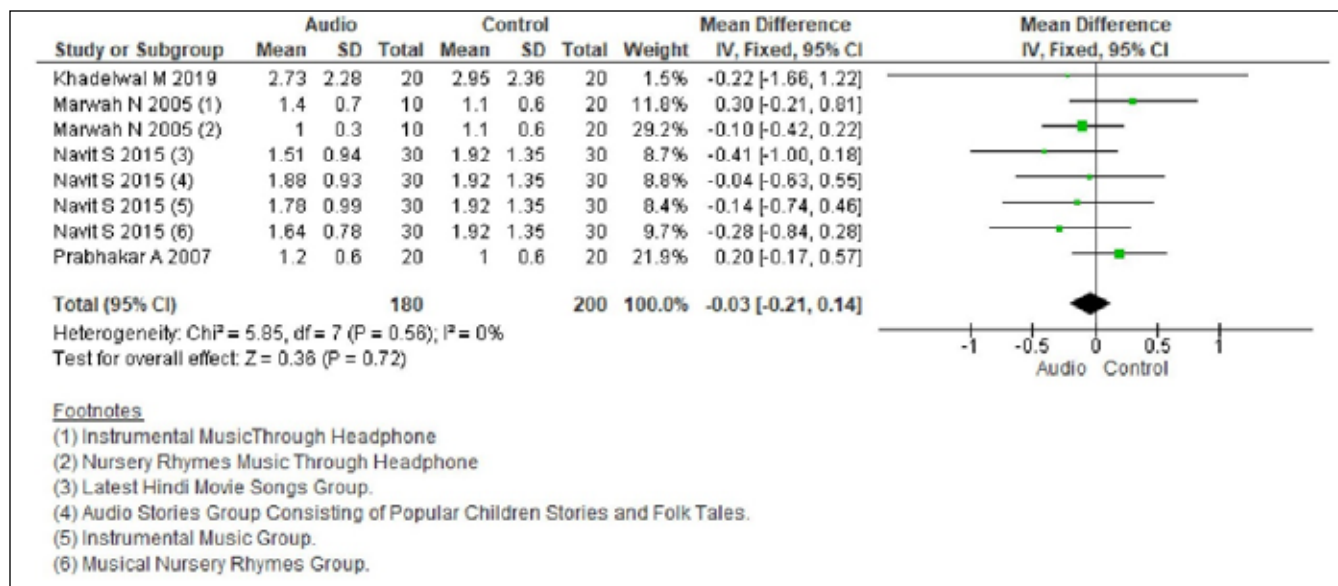 Audio Control Mean Difference Mean Difference
Study or Subgroup Mean SD Total Mean SD Total Weight IV, Fixed, 95% CI IV, Fixed, 95% CI
Khadelwal M 2019 2.73 2.28 20 2.95 2.36 20 1.5% -0.22 [-1.66, 1.22]
Marwah N 2005 (1) 1.4 0.7 10 1.1 0.6 20 11.8% 0.30 [-0.21, 0.81]
Marwah N 2005 (2) 1 0.3 10 1.1 0.6 20 29.2% -0.10 [-0.42, 0.22]
Navit S 2015 (3) 1.51 0.94 30 1.92 1.35 30 8.7% -0.41 [-1.00, 0.18]
Navit S 2015 (4) 1.88 0.93 30 1.92 1.35 30 8.8% -0.04 [-0.63, 0.55]
Navit S 2015 (5) 1.78 0.99 30 1.92 1.35 30 8.4% -0.14 [-0.74, 0.46]
Navit S 2015 (6) 1.64 0.78 30 1.92 1.35 30 9.7% -0.28 [-0.84, 0.28]
Prabhakar A 2007 1.2 0.6 20 1 0.6 20 21.9% 0.20 [-0.17, 0.57]
Total (95% CI) 180 200 100.0% -0.03 [-0.21, 0.14]
Heterogeneity: Chi² = 5.85, df = 7 (P = 0.56); I² = 0%
Test for overall effect: Z = 0.36 (P = 0.72)
-1 -0.5 0 0.5 1
Audio Control
Footnotes
(1) Instrumental MusicThrough Headphone
(2) Nursery Rhymes Music Through Headphone
(3) Latest Hindi Movie Songs Group.
(4) Audio Stories Group Consisting of Popular Children Stories and Folk Tales.
(5) Instrumental Music Group.
(6) Musical Nursery Rhymes Group.